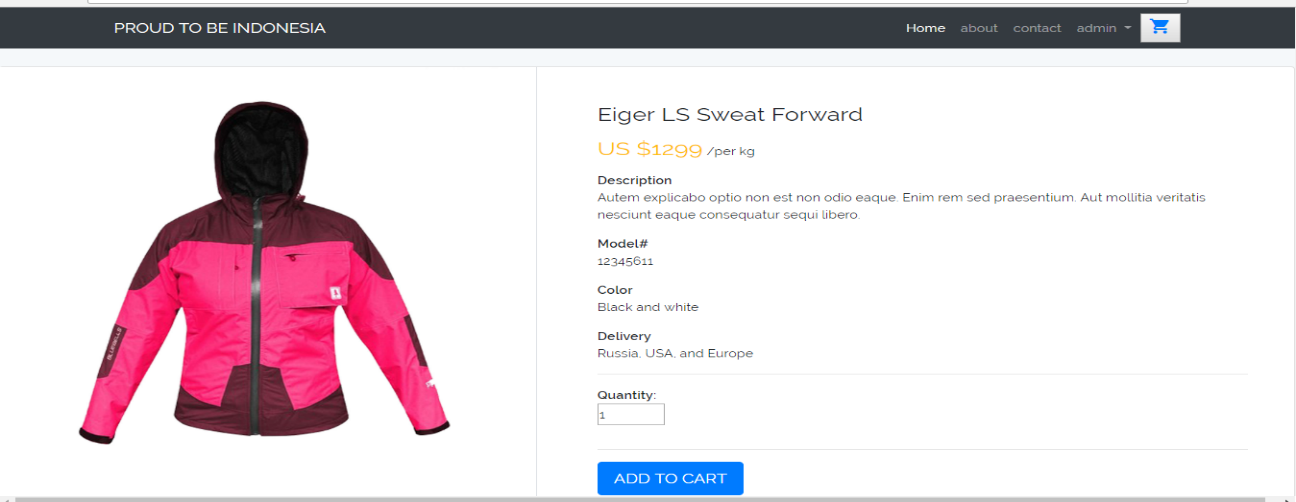 PROUD TO BE INDONESIA
Home about contact admin
Eiger LS Sweat Forward
US $1299 /per kg
Description
Autem explicabo optio non est non odio eaque. Enim rem sed praesentium. Aut mollitia veritatis
nesciunt eaque consequatur sequi libero.
Model#
12345611
Color
Black and white
Delivery
Russia, USA, and Europe
Quantity:
1
ADD TO CART